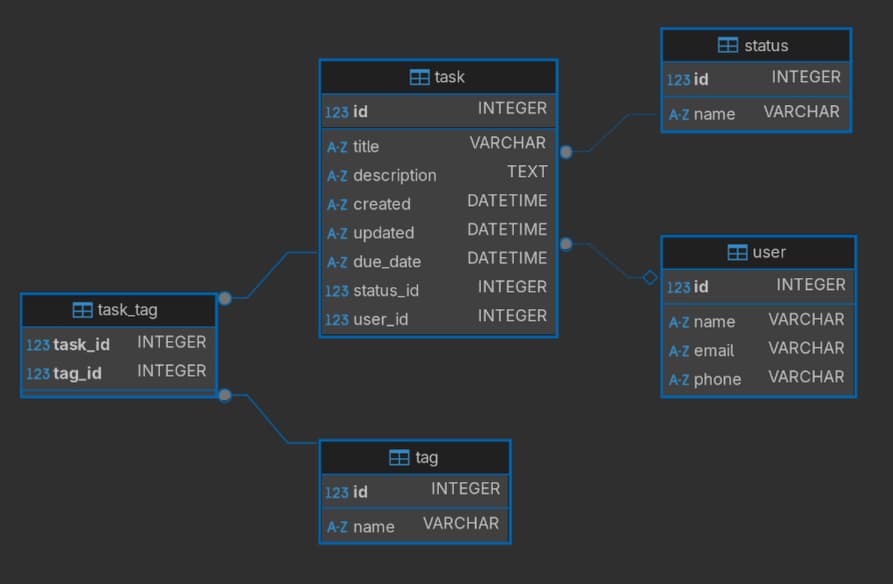 status
123 id INTEGER
A-Z name VARCHAR
task
123 id INTEGER
A-Z title VARCHAR
A-Z description TEXT
A-Z created DATETIME
A-Z updated DATETIME
A-Z due_date DATETIME
123 status_id INTEGER
123 user_id INTEGER
user
123 id INTEGER
A-Z name VARCHAR
A-Z email VARCHAR
A-Z phone VARCHAR
task_tag
123 task_id INTEGER
123 tag_id INTEGER
tag
123 id INTEGER
A-Z name VARCHAR